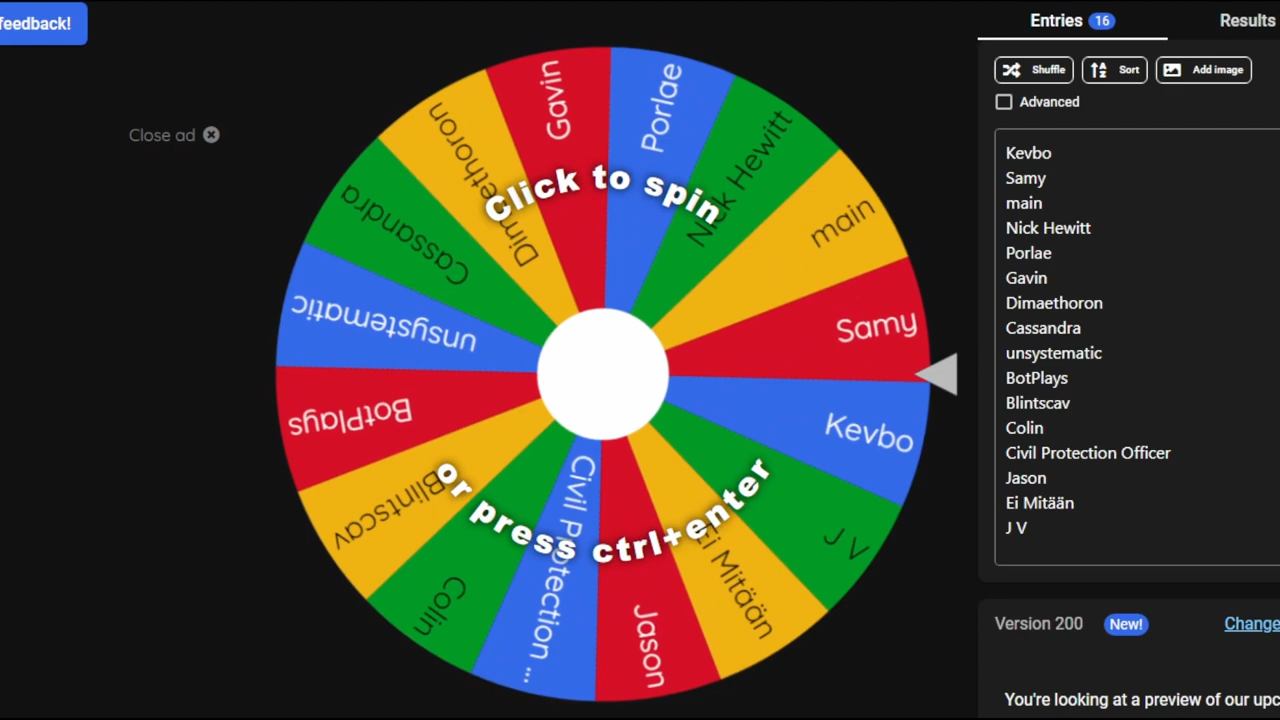 feedback!
Close ad
Click to spin
or press ctrl+enter
Gavin
Porlae
Nick Hewitt
main
Samy
Kevbo
J V
Ei Mitään
Jason
Civil Protection ...
Colin
Blintscav
BotPlays
unsystematic
Cassandra
Dimaethoron
Entries 16
Results
Shuffle
Sort
Add image
Advanced
Kevbo
Samy
main
Nick Hewitt
Porlae
Gavin
Dimaethoron
Cassandra
unsystematic
BotPlays
Blintscav
Colin
Civil Protection Officer
Jason
Ei Mitään
J V
Version 200 New! Change
You're looking at a preview of our upc